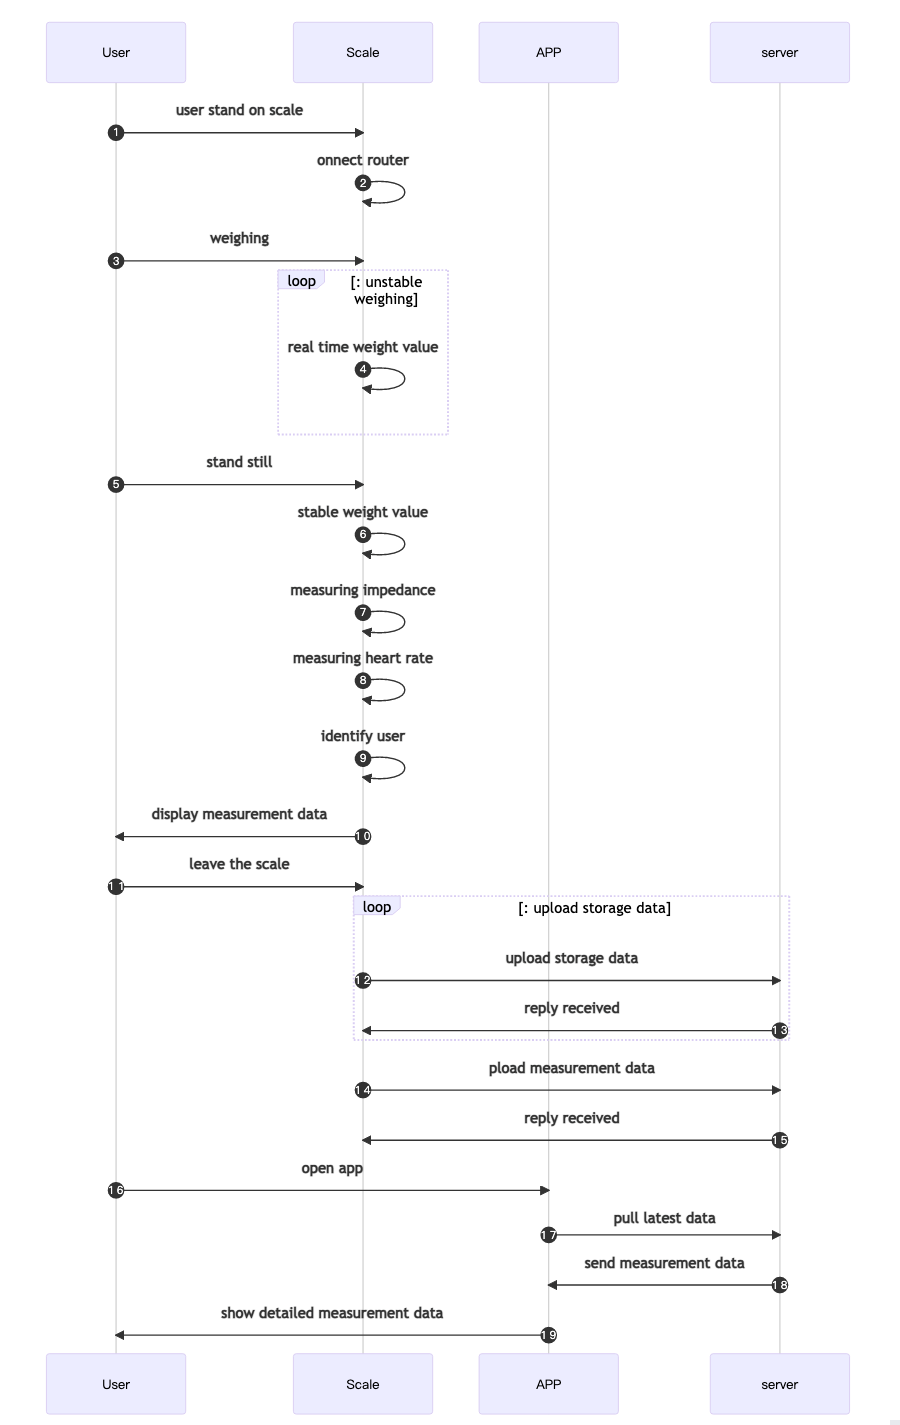 User
Scale
APP
server
user stand on scale
1
onnect router
2
weighing
3
loop
[: unstable
weighing]
real time weight value
4
stand still
5
stable weight value
6
measuring impedance
7
measuring heart rate
8
identify user
9
display measurement data
10
leave the scale
11
loop
[: upload storage data]
upload storage data
12
reply received
13
pload measurement data
14
reply received
15
open app
16
pull latest data
17
send measurement data
18
show detailed measurement data
19
User
Scale
APP
server